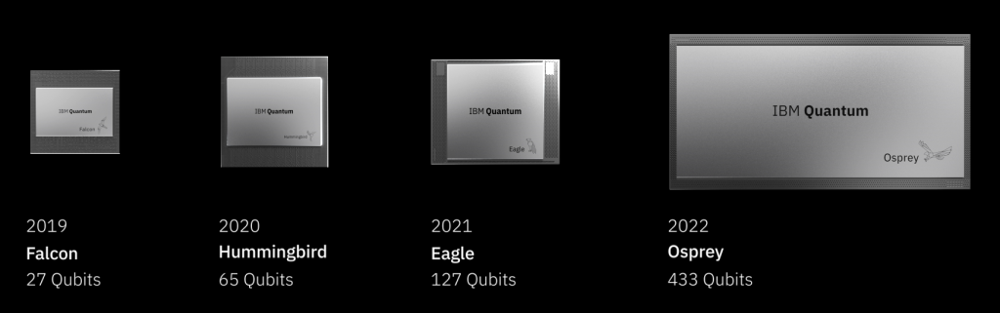 IBM Quantum
Falcon
IBM Quantum
Hummingbird
IBM Quantum
Eagle
IBM Quantum
Osprey
2019
Falcon
27 Qubits
2020
Hummingbird
65 Qubits
2021
Eagle
127 Qubits
2022
Osprey
433 Qubits